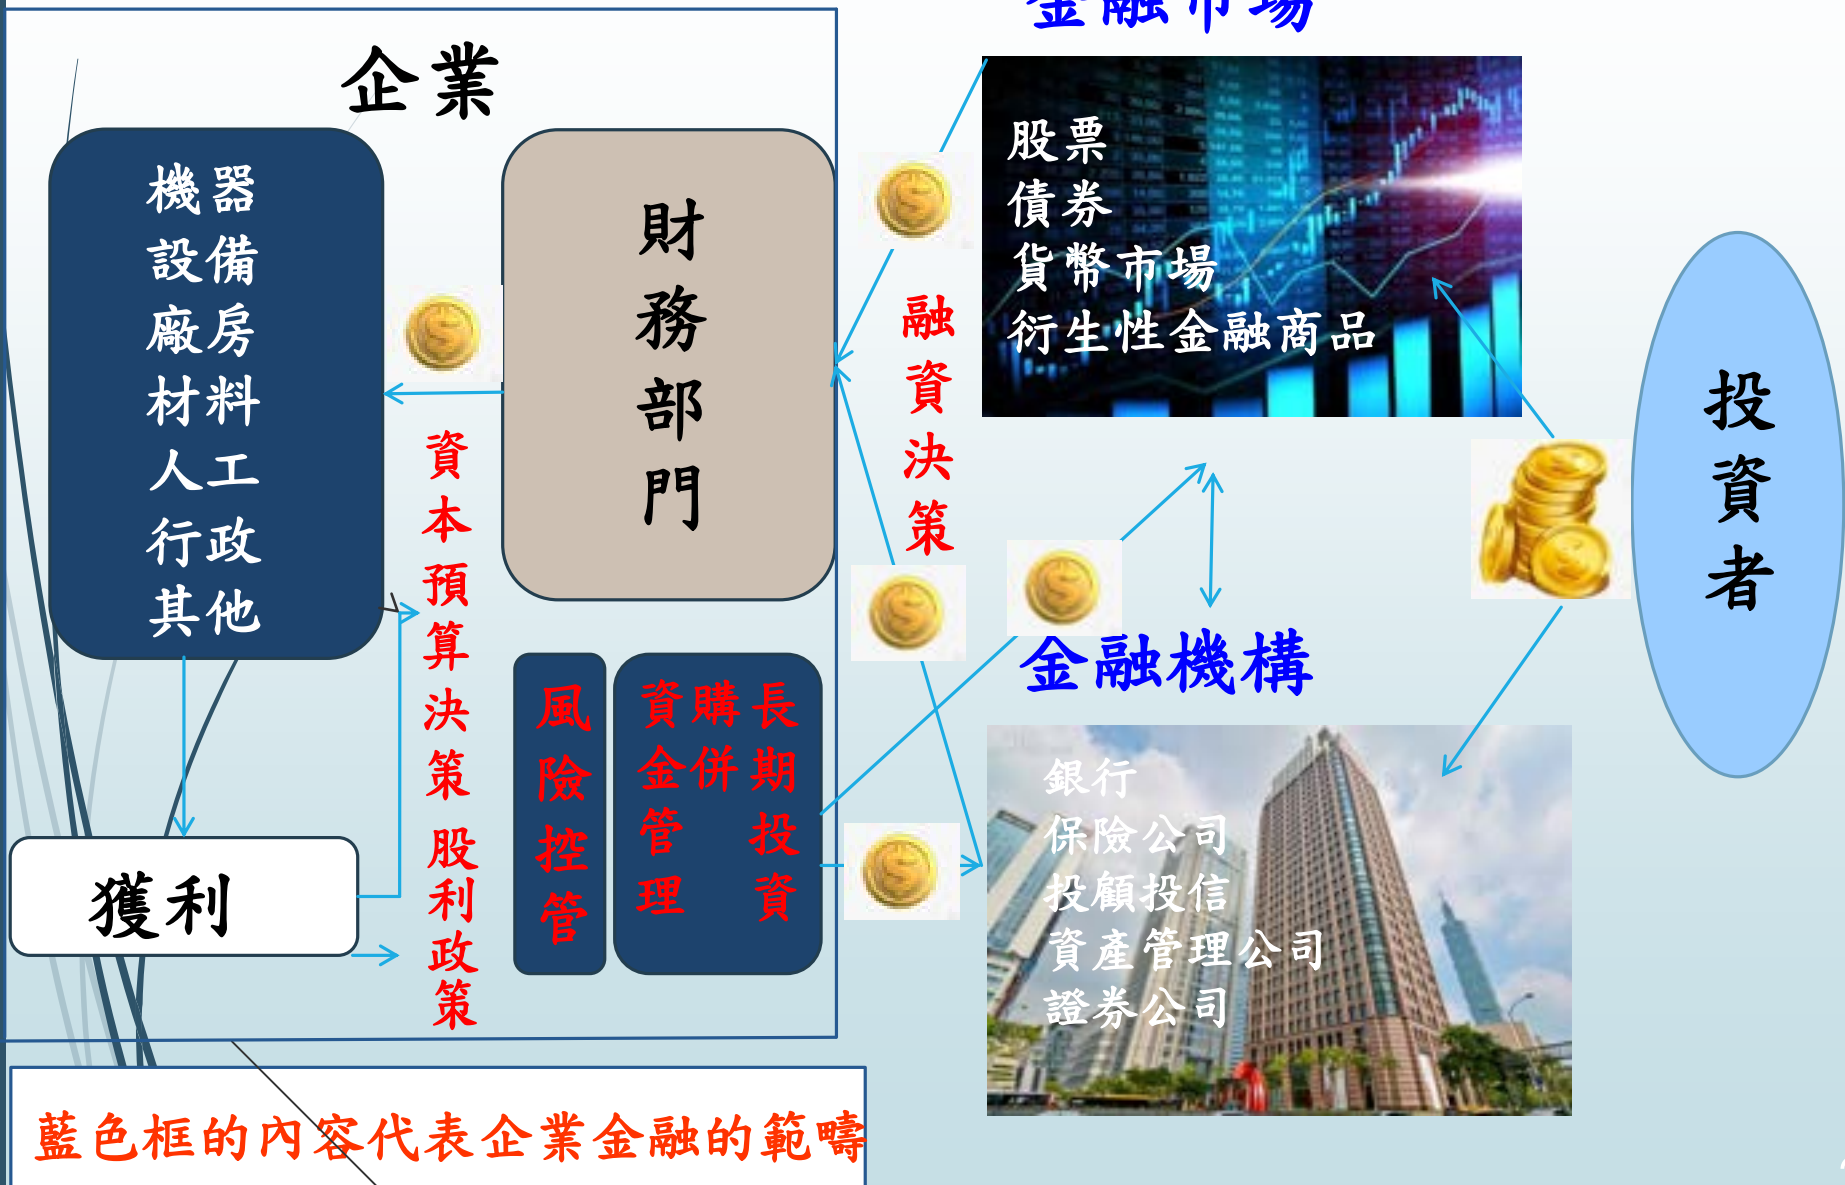 金融市場
企業
機器
設備
廠房
材料
人工
行政
其他
財務部門
資本預算決策
股利政策
獲利
風險控管
資金管理
購併
長期投資
融資決策
股票
債券
貨幣市場
衍生性金融商品
金融機構
銀行
保險公司
投顧投信
資產管理公司
證券公司
投資者
藍色框的內容代表企業金融的範疇